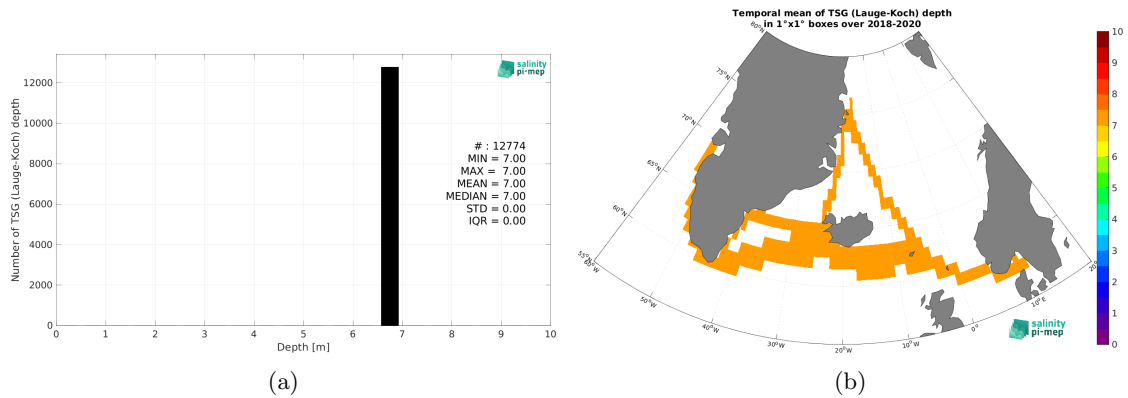 12000
10000
8000
6000
4000
2000
0
Number of TSG (Lauge-Koch) depth
0 1 2 3 4 5 6 7 8 9 10
Depth [m]
salinity
pi-mep
# : 12774
MIN = 7.00
MAX = 7.00
MEAN = 7.00
MEDIAN = 7.00
STD = 0.00
IQR = 0.00
(a)
Temporal mean of TSG (Lauge-Koch) depth
in 1°x1° boxes over 2018-2020
80°N
75°N
70°N
65°N
60°N
55°N
60°W
50°W
40°W
30°W
20°W
10°W
0°
10°E
salinity
pi-mep
10
9
8
7
6
5
4
3
2
1
0
(b)